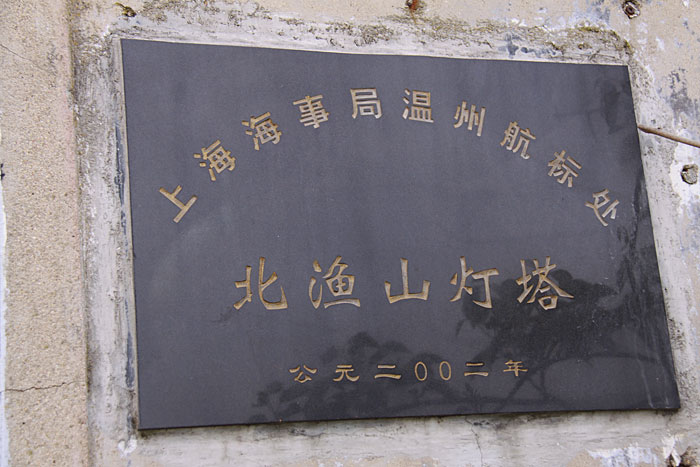 上海海事局温州航标处
北渔山灯塔
公元二00二年